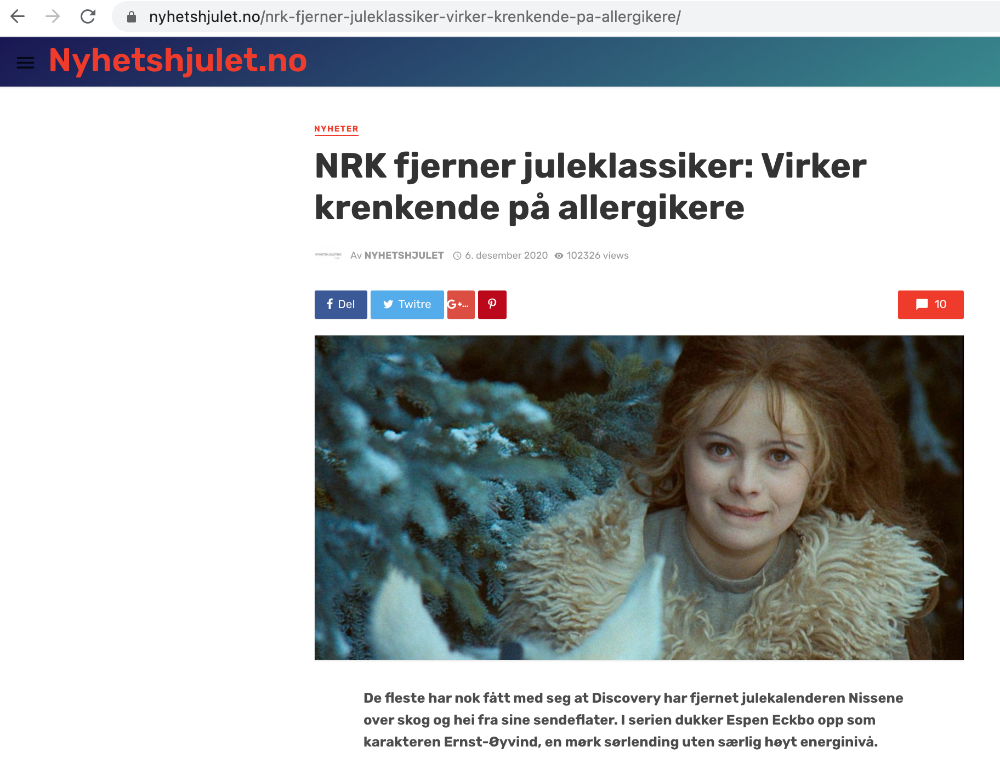 nyhetshjulet.no/nrk-fjerner-juleklassiker-virker-krenkende-pa-allergikere/
Nyhetshjulet.no
NYHETER
NRK fjerner juleklassiker: Virker
krenkende på allergikere
NYHETSHJULET.NO
Av NYHETSHJULET 6. desember 2020 102326 views
Del Twitre G+... 10
De fleste har nok fått med seg at Discovery har fjernet julekalenderen Nissene
over skog og hei fra sine sendeflater. I serien dukker Espen Eckbo opp som
karakteren Ernst-Øyvind, en mørk sørlending uten særlig høyt energinivå.